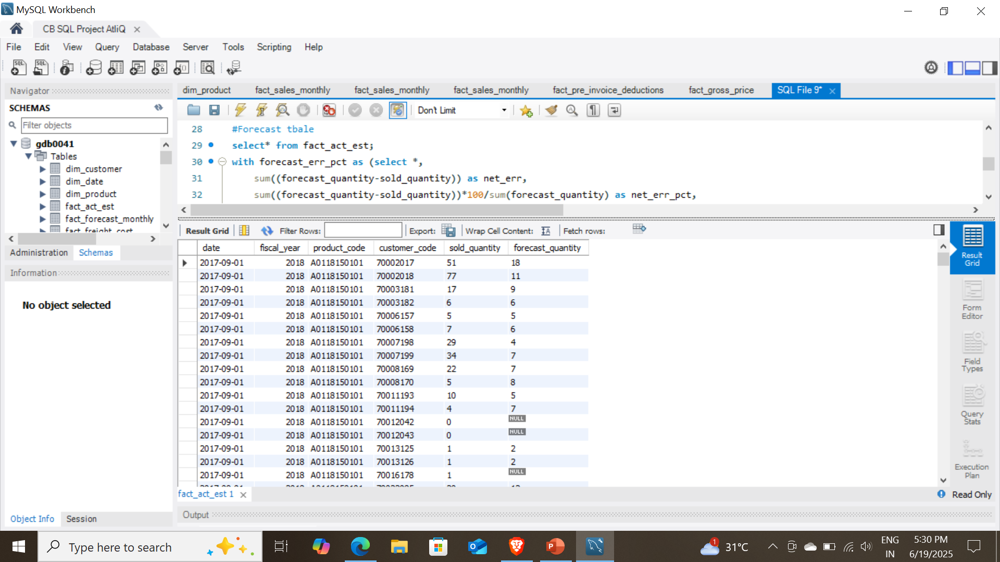 MySQL Workbench
CB SQL Project AtliQ
File Edit View Query Database Server Tools Scripting Help
Navigator
SCHEMAS
Filter objects
gdb0041
Tables
dim_customer
dim_date
dim_product
fact_act_est
fact_forecast_monthly
fact_freight_cost
Administration Schemas
Information
No object selected
Object Info Session
dim_product fact_sales_monthly fact_sales_monthly fact_sales_monthly fact_pre_invoice_deductions fact_gross_price SQL File 9*
Don't Limit
28 #Forecast tbale
29 select* from fact_act_est;
30 with forecast_err_pct as (select *,
31 sum((forecast_quantity-sold_quantity)) as net_err,
32 sum((forecast_quantity-sold_quantity))*100/sum(forecast_quantity) as net_err_pct,
Result Grid Filter Rows: Export: Wrap Cell Content: IA Fetch rows:
date fiscal_year product_code customer_code sold_quantity forecast_quantity
2017-09-01 2018 A0118150101 70002017 51 18
2017-09-01 2018 A0118150101 70002018 77 11
2017-09-01 2018 A0118150101 70003181 17 9
2017-09-01 2018 A0118150101 70003182 6 6
2017-09-01 2018 A0118150101 70006157 5 5
2017-09-01 2018 A0118150101 70006158 7 6
2017-09-01 2018 A0118150101 70007198 29 4
2017-09-01 2018 A0118150101 70007199 34 7
2017-09-01 2018 A0118150101 70008169 22 7
2017-09-01 2018 A0118150101 70008170 5 8
2017-09-01 2018 A0118150101 70011193 10 5
2017-09-01 2018 A0118150101 70011194 4 7
2017-09-01 2018 A0118150101 70012042 0 NULL
2017-09-01 2018 A0118150101 70012043 0 NULL
2017-09-01 2018 A0118150101 70013125 1 2
2017-09-01 2018 A0118150101 70013126 1 2
2017-09-01 2018 A0118150101 70016178 1 NULL
fact_act_est 1
Result
Grid
Form
Editor
Field
Types
Query
Stats
Execution
Plan
Read Only
Output
Type here to search
1
31°C
ENG
IN
5:30 PM
6/19/2025